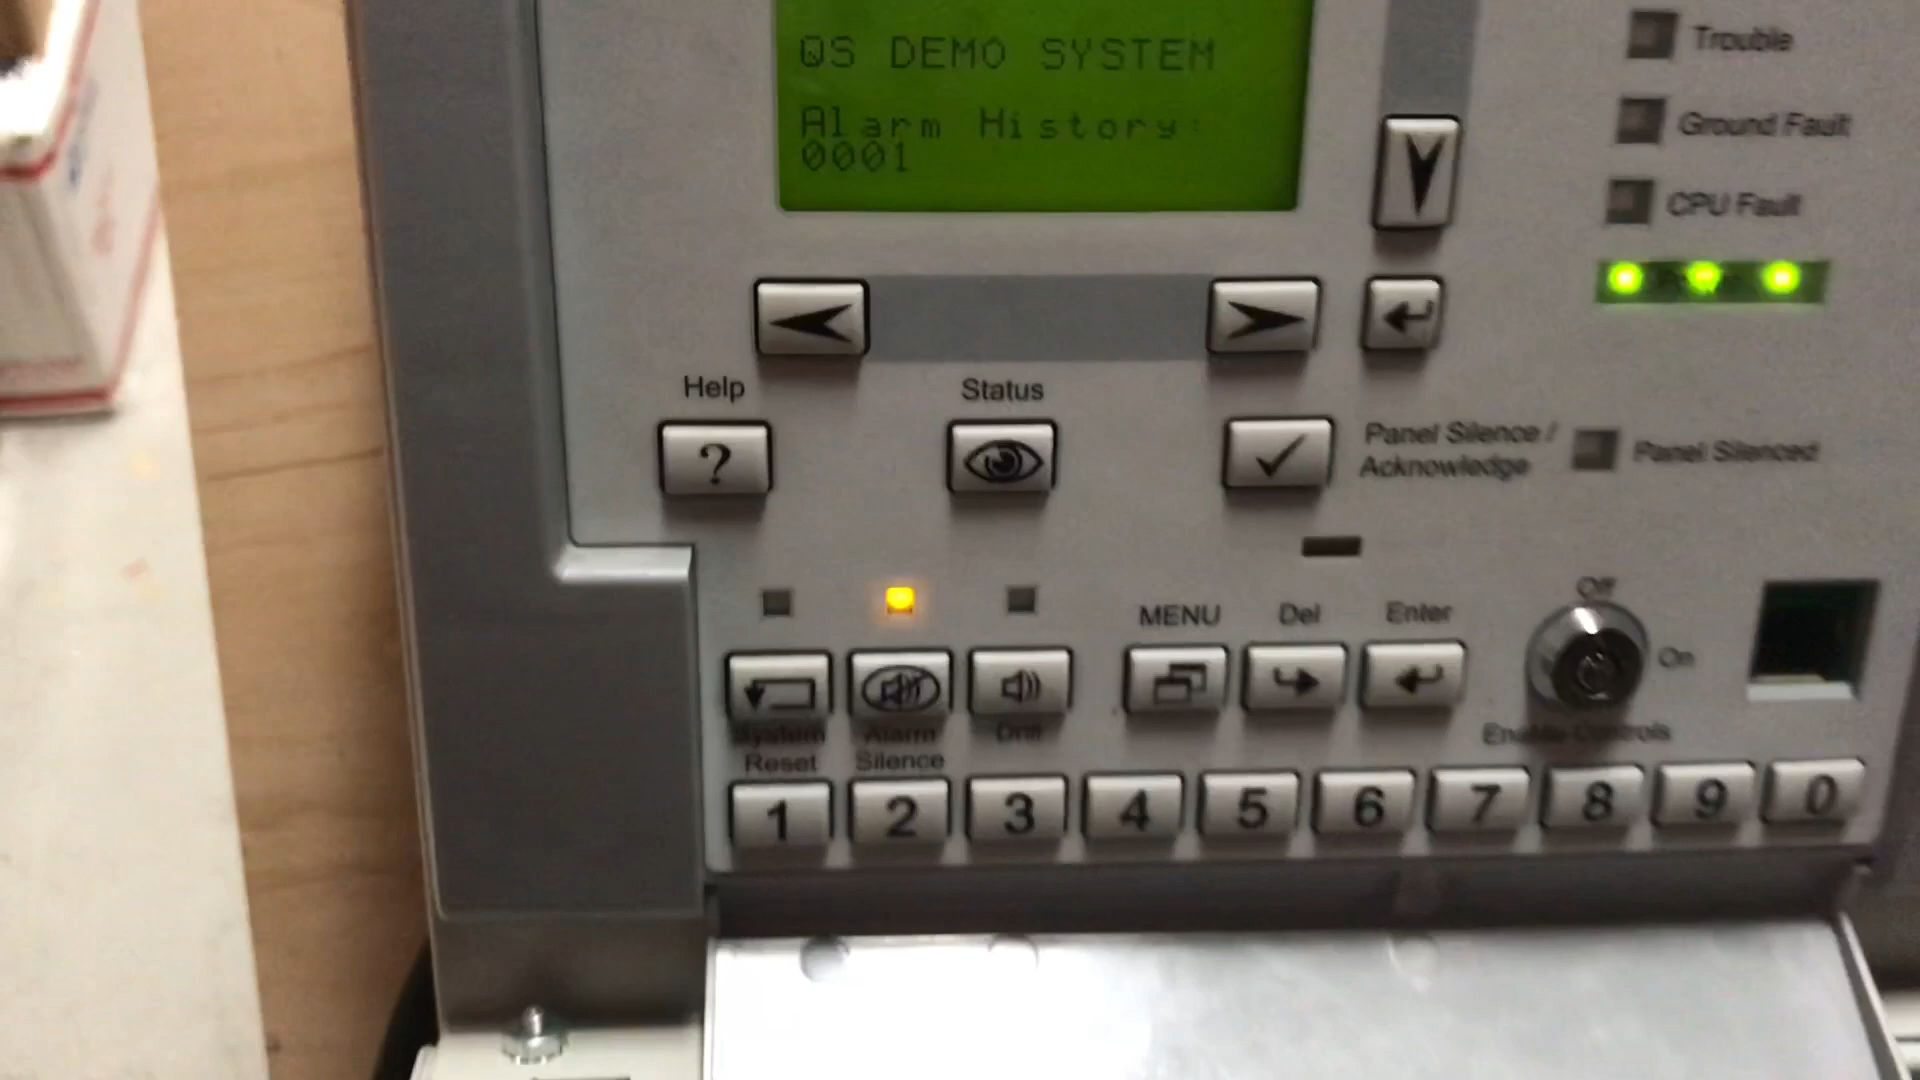 QS DEMO SYSTEM
Alarm History:
0001
Trouble
Ground Fault
CPU Fault
Help
Status
?
Panel Silence /
Acknowledge
Panel Silenced
MENU
Del
Enter
Off
On
System
Reset
Alarm
Silence
Drill
Enable Controls
1 2 3 4 5 6 7 8 9 0